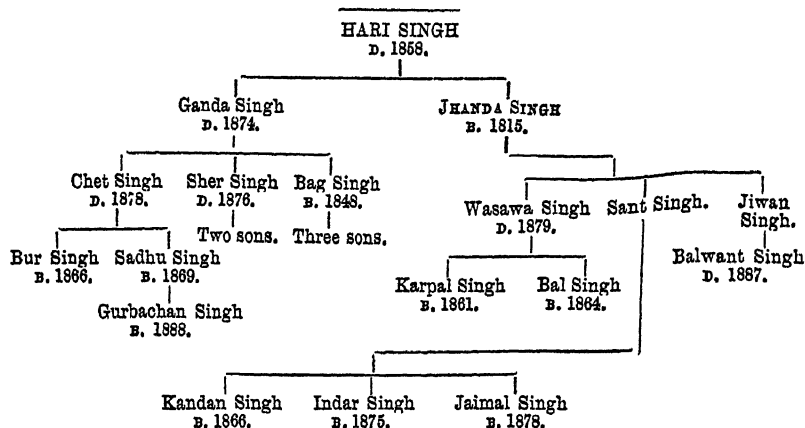 HARI SINGH
D. 1858.
Ganda Singh
D. 1874.
JHANDA SINGH
B. 1815.
Chet Singh
D. 1878.
Sher Singh
D. 1876.
Bag Singh
B. 1848.
Wasawa Singh
D. 1879.
Sant Singh.
Jiwan
Singh.
Two sons.
Three sons.
Bur Singh
B. 1866.
Sadhu Singh
B. 1869.
Balwant Singh
D. 1887.
Karpal Singh
B. 1861.
Bal Singh
B. 1864.
Gurbachan Singh
B. 1888.
Kandan Singh
B. 1866.
Indar Singh
B. 1875.
Jaimal Singh
B. 1878.